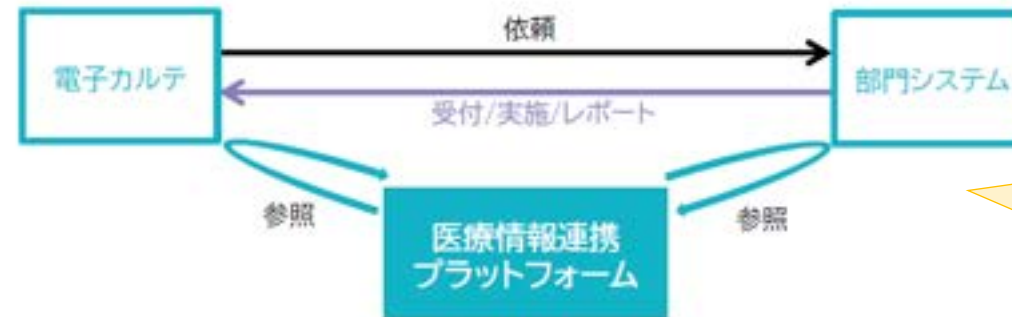 依頼
電子カルテ
部門システム
受付/実施/レポート
参照
参照
医療情報連携
プラットフォーム